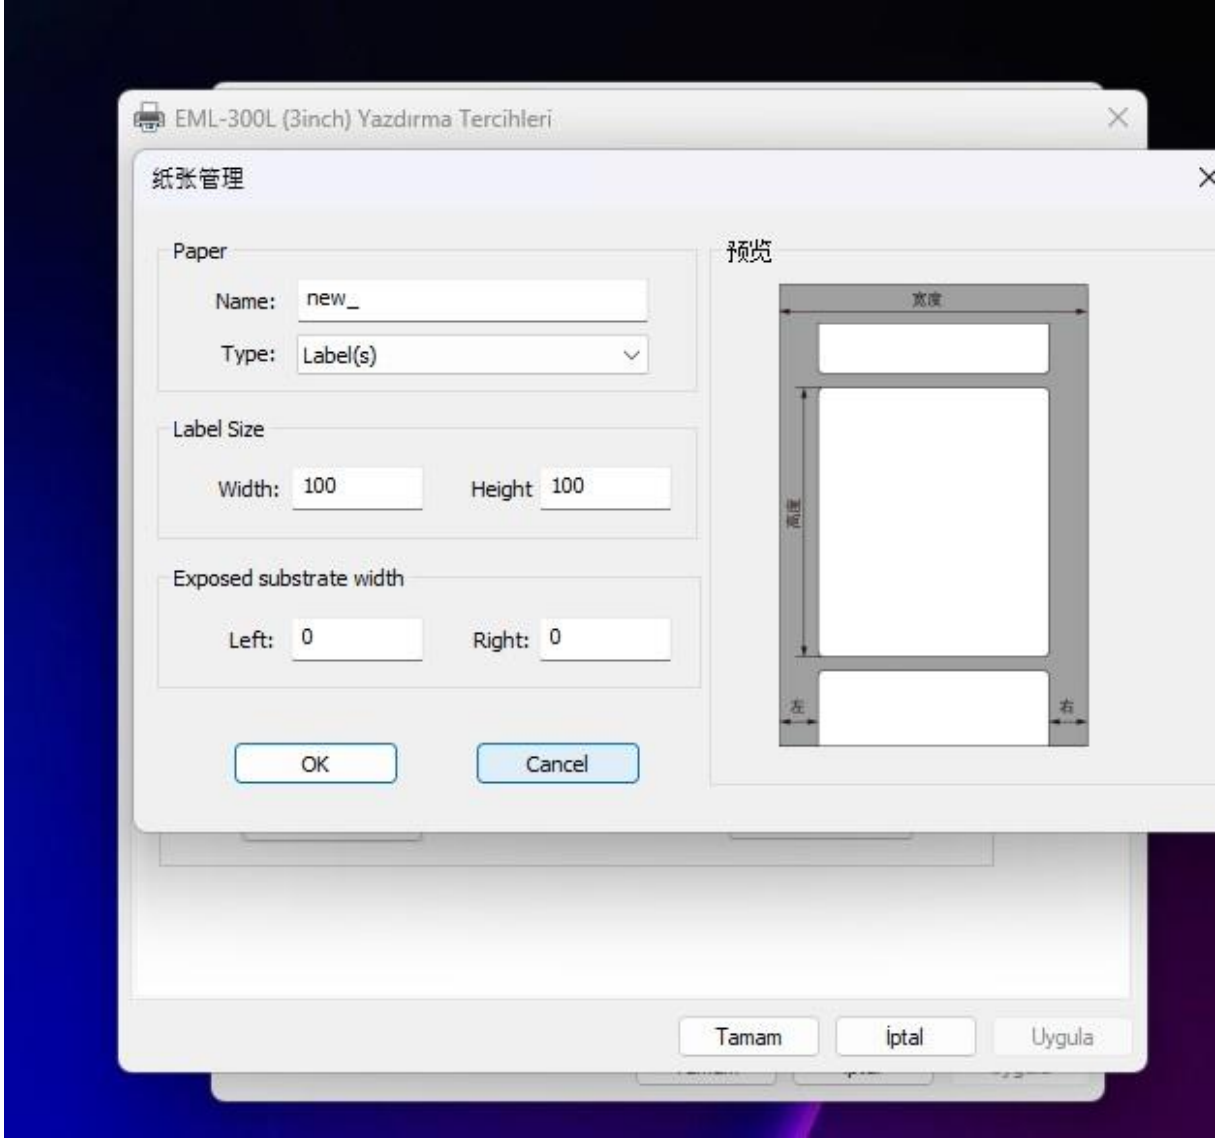 EML-300L (3inch) Yazdırma Tercihleri
纸张管理
Paper
Name: new_
Type: Label(s)
Label Size
Width: 100 Height 100
Exposed substrate width
Left: 0 Right: 0
OK Cancel
预览
宽度
高度
左 右
Tamam İptal Uygula